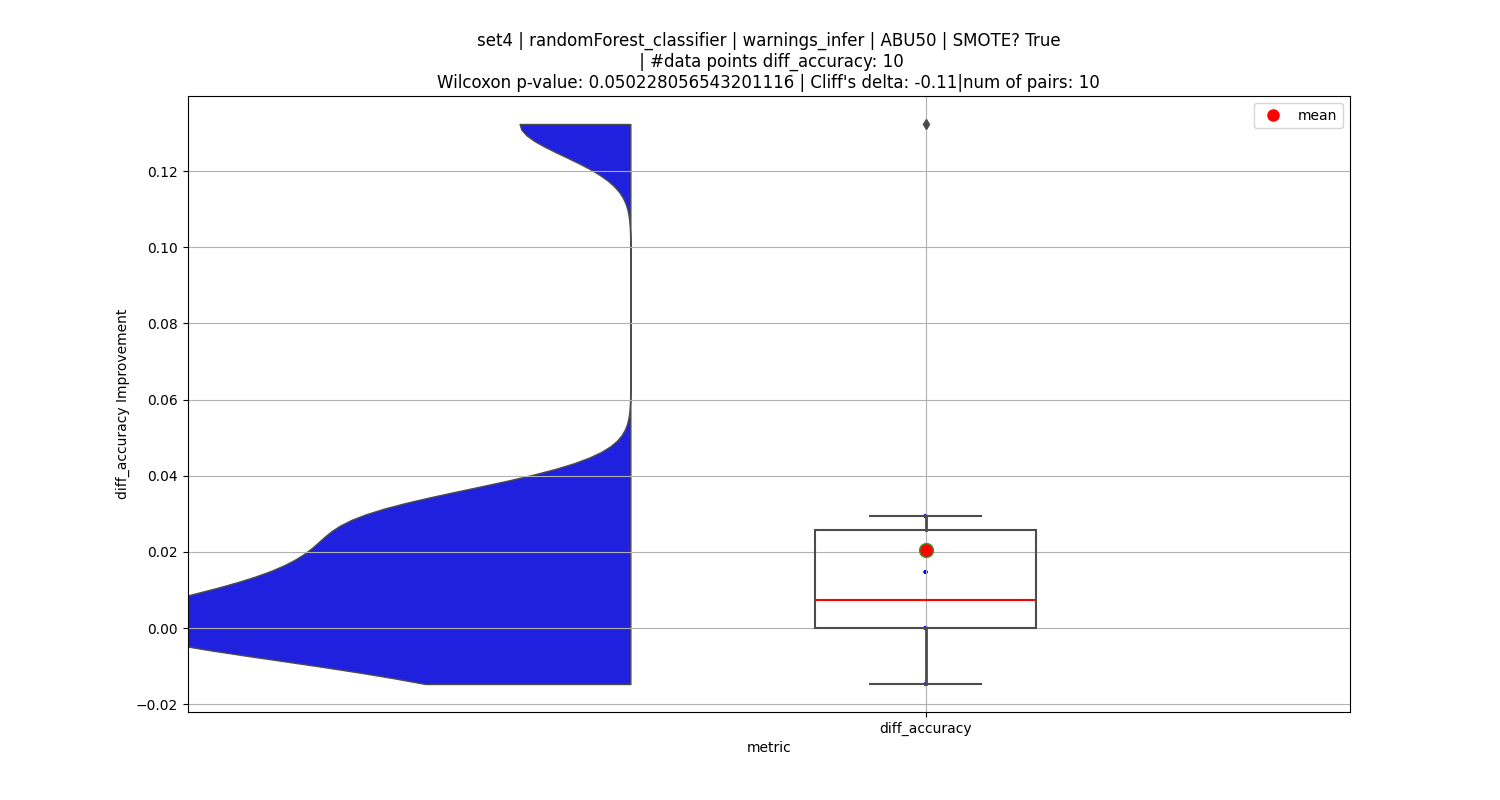 set4 | randomForest_classifier | warnings_infer | ABU50 | SMOTE? True
| #data points diff_accuracy: 10
Wilcoxon p-value: 0.050228056543201116 | Cliff's delta: -0.11|num of pairs: 10
mean
0.12
0.10
0.08
0.06
0.04
0.02
0.00
−0.02
diff_accuracy Improvement
diff_accuracy
metric